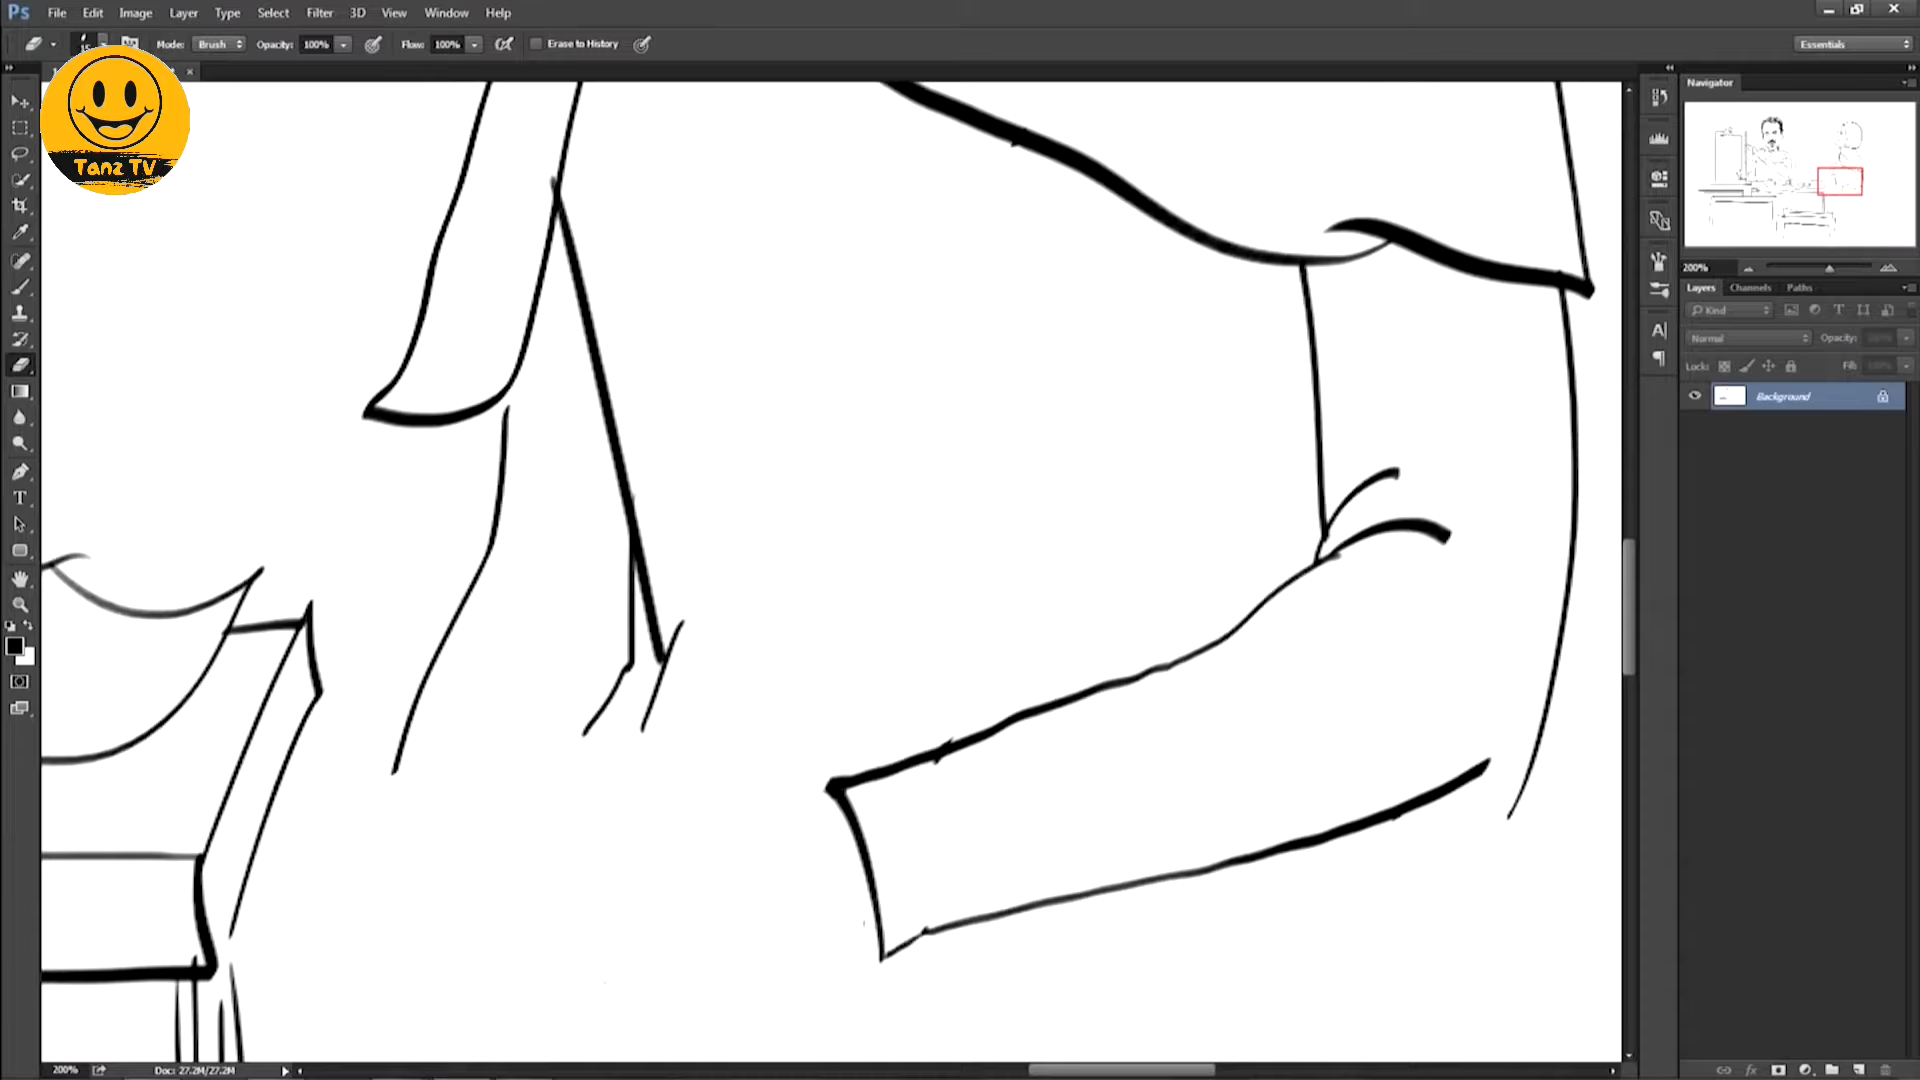 Ps File Edit Image Layer Type Select Filter 3D View Window Help
Mode: Brush Opacity: 100% Flow: 100% Erase to History Essentials
Tanz TV
Navigator
200%
Layers Channels Paths
Kind
Normal Opacity:
Lock: Fill:
Background
200% Doc: 27.2M/27.2M